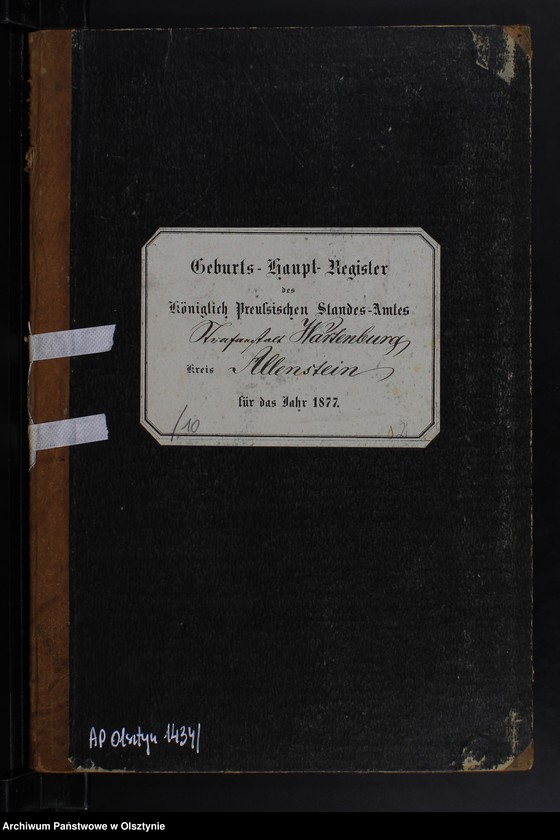 Geburts-Haupt-Register
des
Königlich Preußischen Standes-Amtes
Strafanstalt Wartenburg
Kreis Allenstein
für das Jahr 1877.
/10
AP Olsztyn 1434/
Archiwum Państwowe w Olsztynie